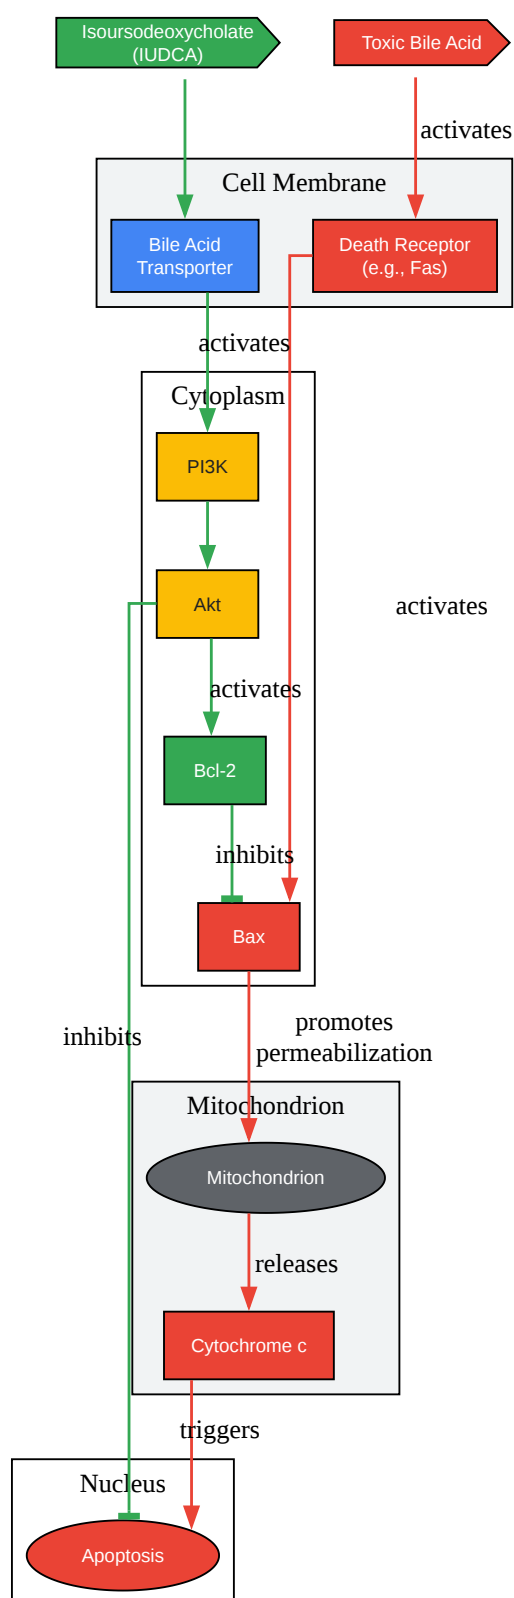 Isoursodeoxycholate
(IUDCA)
Toxic Bile Acid
activates
Cell Membrane
Bile Acid
Transporter
Death Receptor
(e.g., Fas)
activates
Cytoplasm
PI3K
Akt
activates
activates
Bcl-2
inhibits
Bax
inhibits
promotes
permeabilization
Mitochondrion
Mitochondrion
releases
Cytochrome c
triggers
Nucleus
Apoptosis